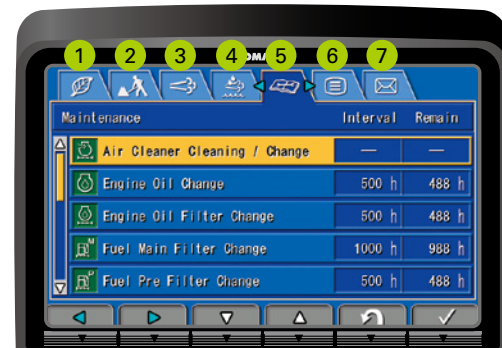 1 2 3 4 5 6 7
Maintenance Interval Remain
Air Cleaner Cleaning / Change — —
Engine Oil Change 500 h 488 h
Engine Oil Filter Change 500 h 488 h
M Fuel Main Filter Change 1000 h 988 h
P Fuel Pre Filter Change 500 h 488 h